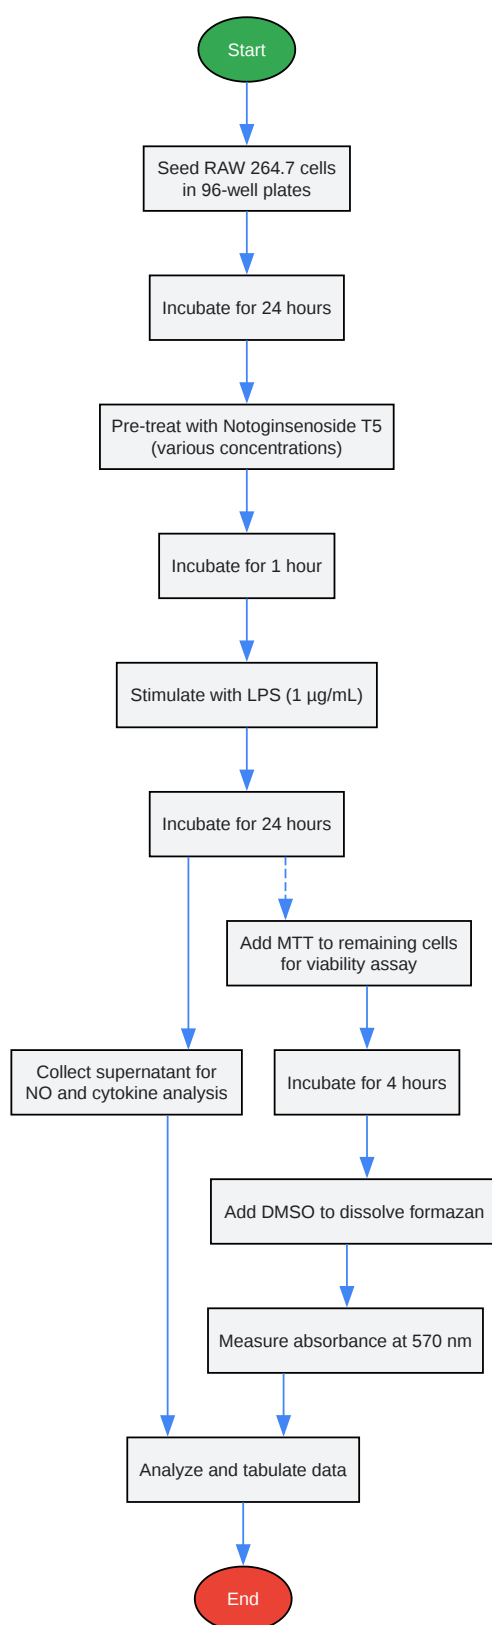 Start
Seed RAW 264.7 cells
in 96-well plates
Incubate for 24 hours
Pre-treat with Notoginsenoside T5
(various concentrations)
Incubate for 1 hour
Stimulate with LPS (1 µg/mL)
Incubate for 24 hours
Add MTT to remaining cells
for viability assay
Collect supernatant for
NO and cytokine analysis
Incubate for 4 hours
Add DMSO to dissolve formazan
Measure absorbance at 570 nm
Analyze and tabulate data
End